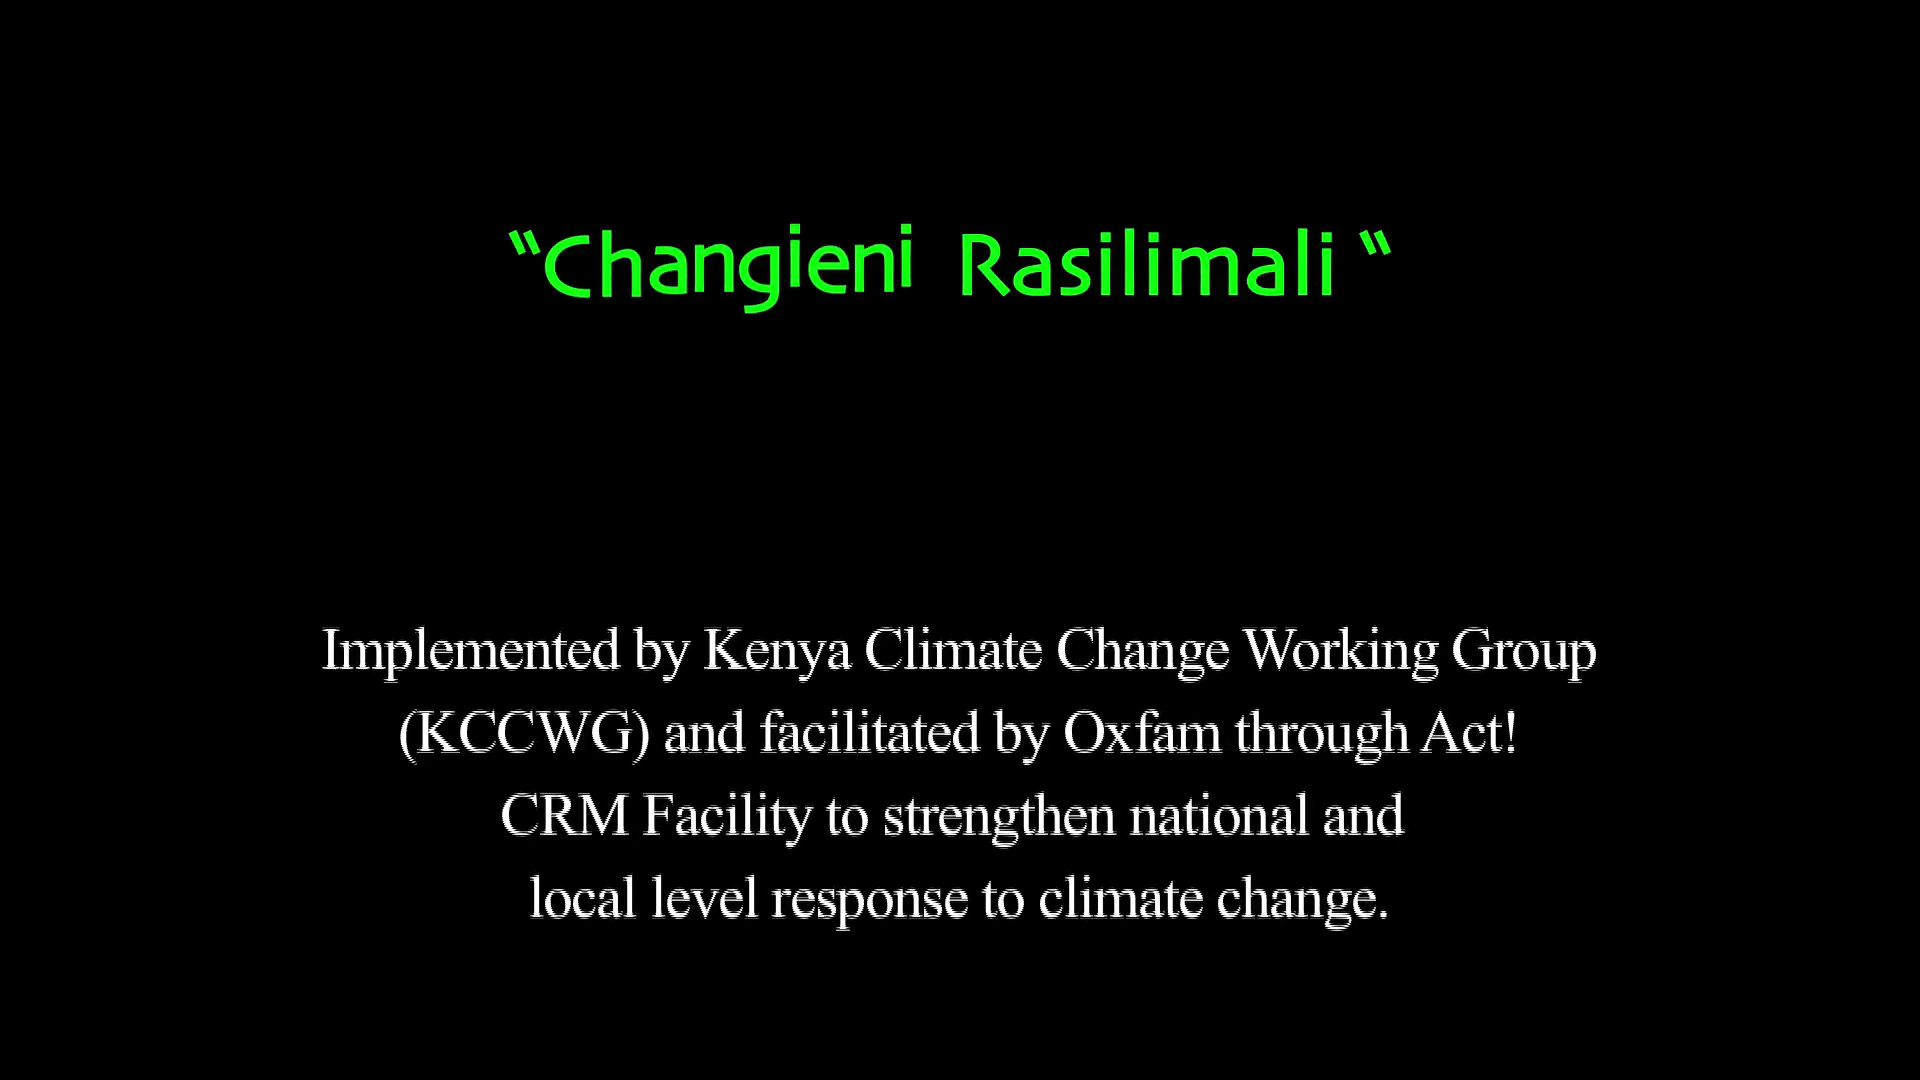 “Changieni Rasilimali “
Implemented by Kenya Climate Change Working Group
(KCCWG) and facilitated by Oxfam through Act!
CRM Facility to strengthen national and
local level response to climate change.